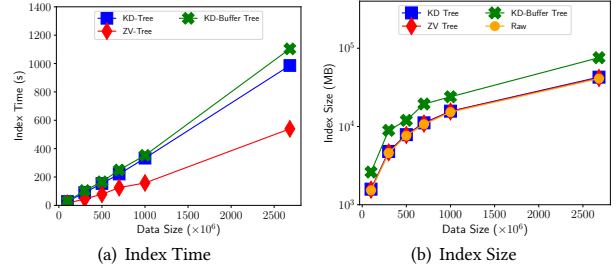 KD-Tree
KD-Buffer Tree
ZV-Tree
Index Time (s)
1400
1200
1000
800
600
400
200
0
0 500 1000 1500 2000 2500
Data Size (×10⁶)
(a) Index Time
KD Tree
KD-Buffer Tree
ZV Tree
Raw
Index Size (MB)
10⁵
10⁴
10³
0 500 1000 1500 2000 2500
Data Size (×10⁶)
(b) Index Size